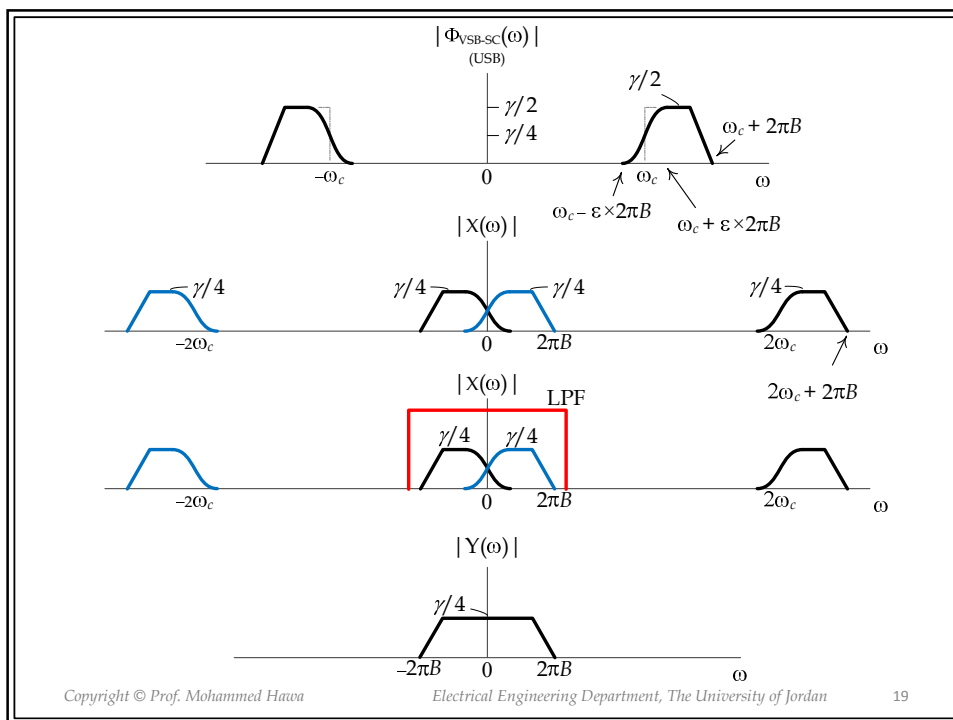 |Φ_VSB-SC(ω)|
(USB)
γ/2
γ/2
γ/4
ω_c + 2πB
−ω_c
0
ω_c
ω
ω_c − ε×2πB
ω_c + ε×2πB
|X(ω)|
γ/4
γ/4
γ/4
γ/4
−2ω_c
0
2πB
2ω_c
ω
2ω_c + 2πB
|X(ω)|
LPF
γ/4
γ/4
−2ω_c
0
2πB
2ω_c
ω
|Y(ω)|
γ/4
−2πB
0
2πB
ω
Copyright © Prof. Mohammed Hawa
Electrical Engineering Department, The University of Jordan
19